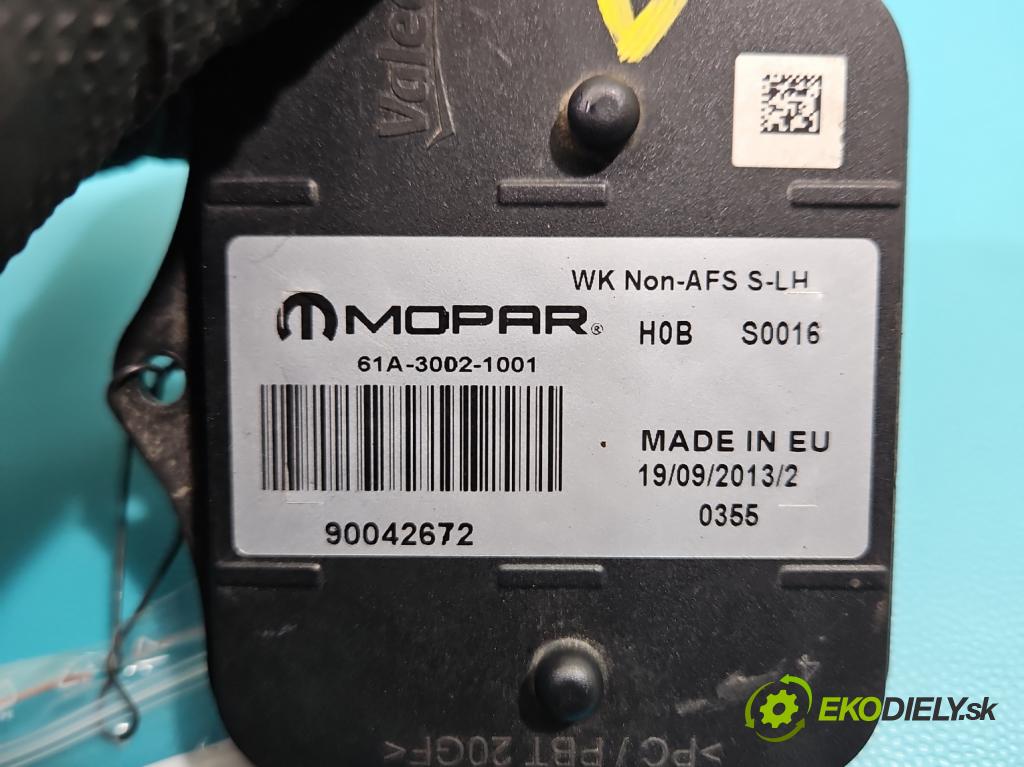 WK Non-AFS S-LH
MOPAR®
H0B S0016
61A-3002-1001
MADE IN EU
19/09/2013/2
0355
90042672
>PC/PBT 20GF<
EKODIELY.sk